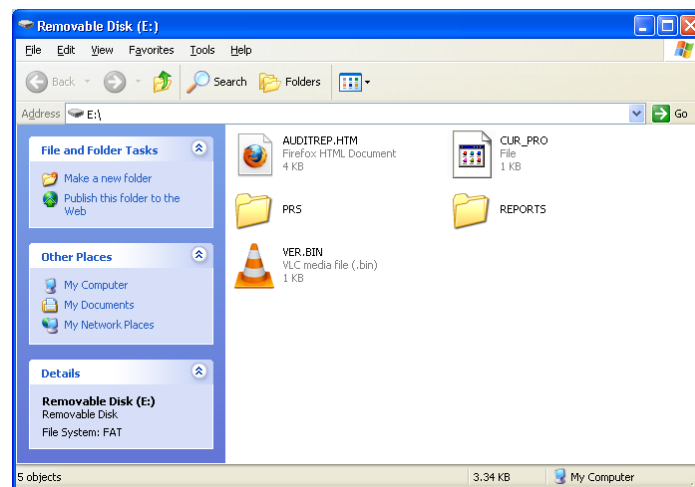 Removable Disk (E:)
File Edit View Favorites Tools Help
Back Search Folders
Address E:\ Go
File and Folder Tasks
Make a new folder
Publish this folder to the
Web
Other Places
My Computer
My Documents
My Network Places
Details
Removable Disk (E:)
Removable Disk
File System: FAT
AUDITREP.HTM
Firefox HTML Document
4 KB
CUR_PRO
File
1 KB
PRS
REPORTS
VER.BIN
VLC media file (.bin)
1 KB
5 objects 3.34 KB My Computer